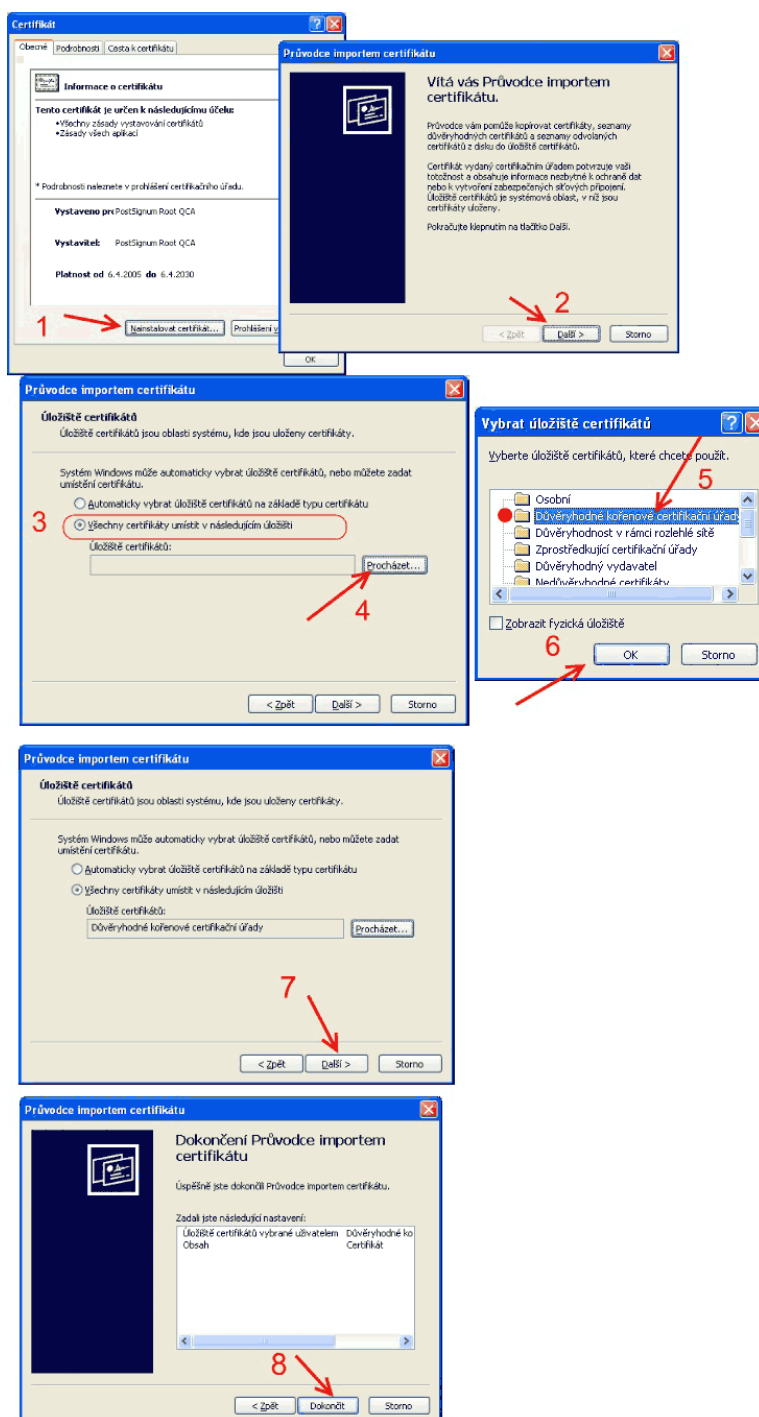 Certifikát
Obecné Podrobnosti Cesta k certifikátu
Informace o certifikátu
Tento certifikát je určen k následujícímu účelu:
•Všechny zásady vystavování certifikátů
•Zásady všech aplikací
* Podrobnosti naleznete v prohlášení certifikačního úřadu.
Vystaveno pro PostSignum Root QCA
Vystavitel: PostSignum Root QCA
Platnost od 6.4.2005 do 6.4.2030
1
Nainstalovat certifikát... Prohlášení v
OK
Průvodce importem certifikátu
Vítá vás Průvodce importem
certifikátu.
Průvodce vám pomůže kopírovat certifikáty, seznamy
důvěryhodných certifikátů a seznamy odvolaných
certifikátů z disku do úložiště certifikátů.
Certifikát vydaný certifikačním úřadem potvrzuje vaši
totožnost a obsahuje informace nezbytné k ochraně dat
nebo k vytvoření zabezpečených síťových připojení.
Úložiště certifikátů je systémová oblast, v níž jsou
certifikáty uloženy.
Pokračujte klepnutím na tlačítko Další.
2
< Zpět Další > Storno
Průvodce importem certifikátu
Úložiště certifikátů
Úložiště certifikátů jsou oblasti systému, kde jsou uloženy certifikáty.
Systém Windows může automaticky vybrat úložiště certifikátů, nebo můžete zadat
umístění certifikátu.
Automaticky vybrat úložiště certifikátů na základě typu certifikátu
3
Všechny certifikáty umístit v následujícím úložišti
Úložiště certifikátů:
Procházet...
4
< Zpět Další > Storno
Vybrat úložiště certifikátů
Vyberte úložiště certifikátů, které chcete použít.
5
Osobní
Důvěryhodné kořenové certifikační úřady
Důvěryhodnost v rámci rozlehlé sítě
Zprostředkující certifikační úřady
Důvěryhodný vydavatel
Nedůvěryhodné certifikáty
Zobrazit fyzická úložiště
6
OK Storno
Průvodce importem certifikátu
Úložiště certifikátů
Úložiště certifikátů jsou oblasti systému, kde jsou uloženy certifikáty.
Systém Windows může automaticky vybrat úložiště certifikátů, nebo můžete zadat
umístění certifikátu.
Automaticky vybrat úložiště certifikátů na základě typu certifikátu
Všechny certifikáty umístit v následujícím úložišti
Úložiště certifikátů:
Důvěryhodné kořenové certifikační úřady Procházet...
7
< Zpět Další > Storno
Průvodce importem certifikátu
Dokončení Průvodce importem
certifikátu
Úspěšně jste dokončili Průvodce importem certifikátu.
Zadali jste následující nastavení:
Úložiště certifikátů vybrané uživatelem Důvěryhodné ko
Obsah Certifikát
8
< Zpět Dokončit Storno